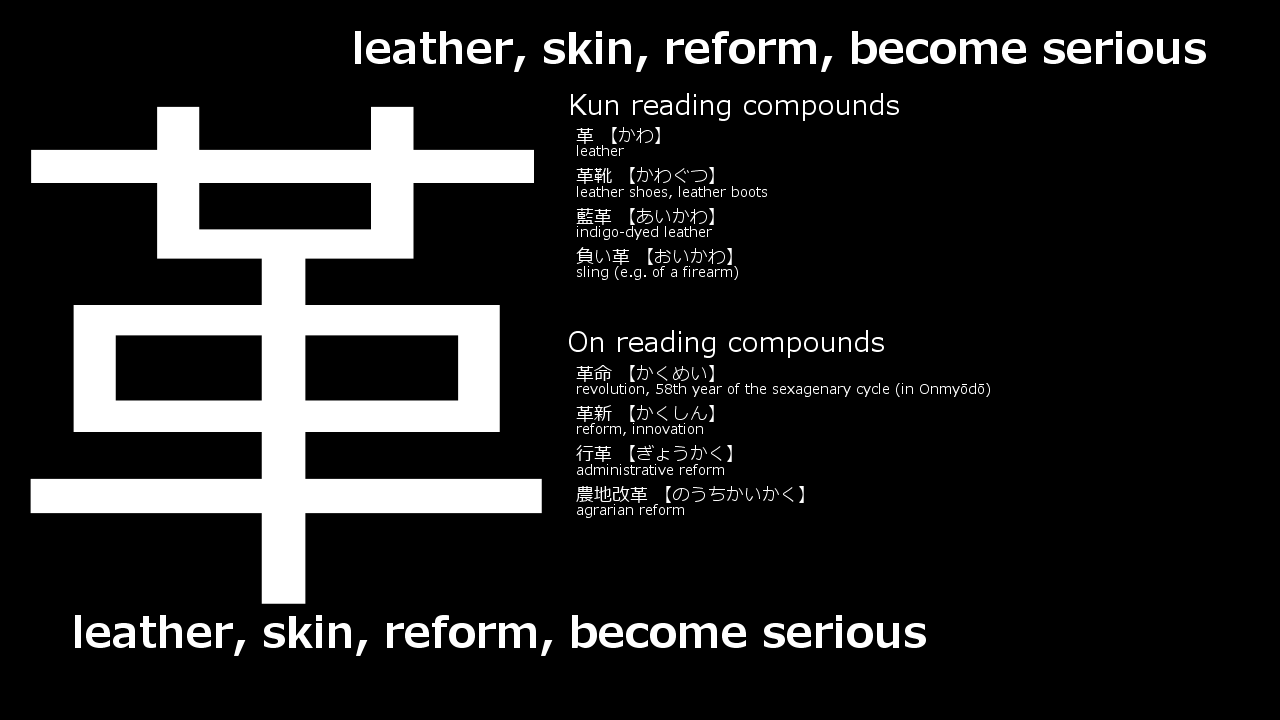 leather, skin, reform, become serious
革
Kun reading compounds
革 【かわ】
leather
革靴 【かわぐつ】
leather shoes, leather boots
藍革 【あいかわ】
indigo-dyed leather
負い革 【おいかわ】
sling (e.g. of a firearm)
On reading compounds
革命 【かくめい】
revolution, 58th year of the sexagenary cycle (in Onmyōdō)
革新 【かくしん】
reform, innovation
行革 【ぎょうかく】
administrative reform
農地改革 【のうちかいかく】
agrarian reform
leather, skin, reform, become serious